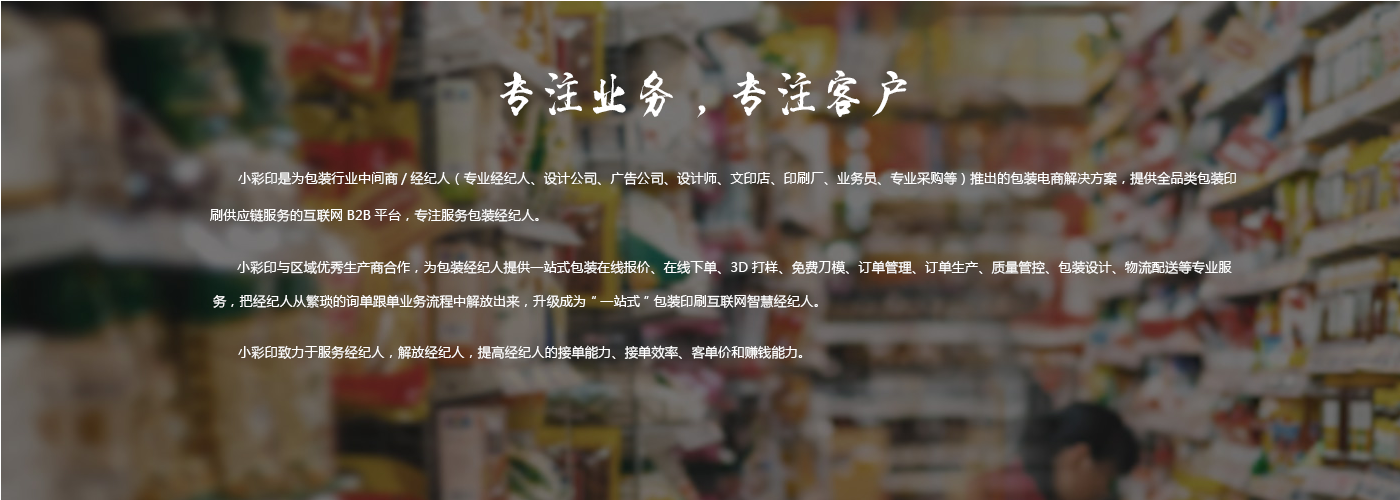 专注业务，专注客户
小彩印是为包装行业中间商 / 经纪人（专业经纪人、设计公司、广告公司、设计师、文印店、印刷厂、业务员、专业采购等）推出的包装电商解决方案，提供全品类包装印
刷供应链服务的互联网 B2B 平台，专注服务包装经纪人。
小彩印与区域优秀生产商合作，为包装经纪人提供一站式包装在线报价、在线下单、3D 打样、免费刀模、订单管理、订单生产、质量管控、包装设计、物流配送等专业服
务，把经纪人从繁琐的询单跟单业务流程中解放出来，升级成为“一站式“包装印刷互联网智慧经纪人。
小彩印致力于服务经纪人，解放经纪人，提高经纪人的接单能力、接单效率、客单价和赚钱能力。